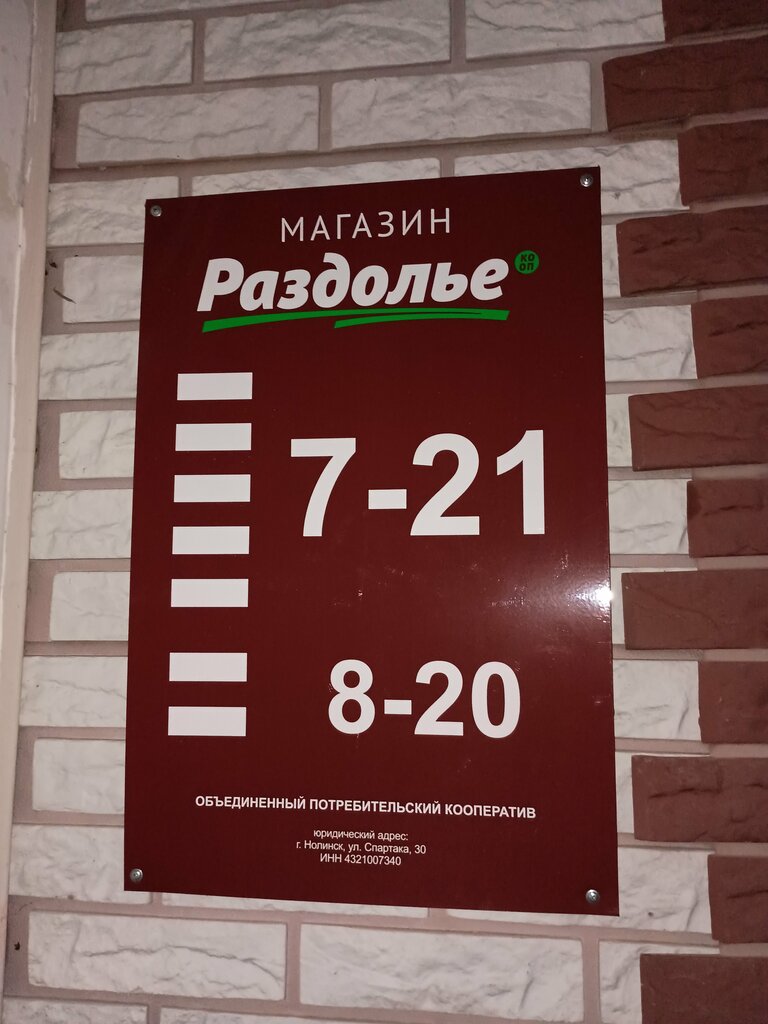 МАГАЗИН
Раздолье
КО
ОП
7-21
8-20
ОБЪЕДИНЕННЫЙ ПОТРЕБИТЕЛЬСКИЙ КООПЕРАТИВ
юридический адрес:
г. Нолинск, ул. Спартака, 30
ИНН 4321007340